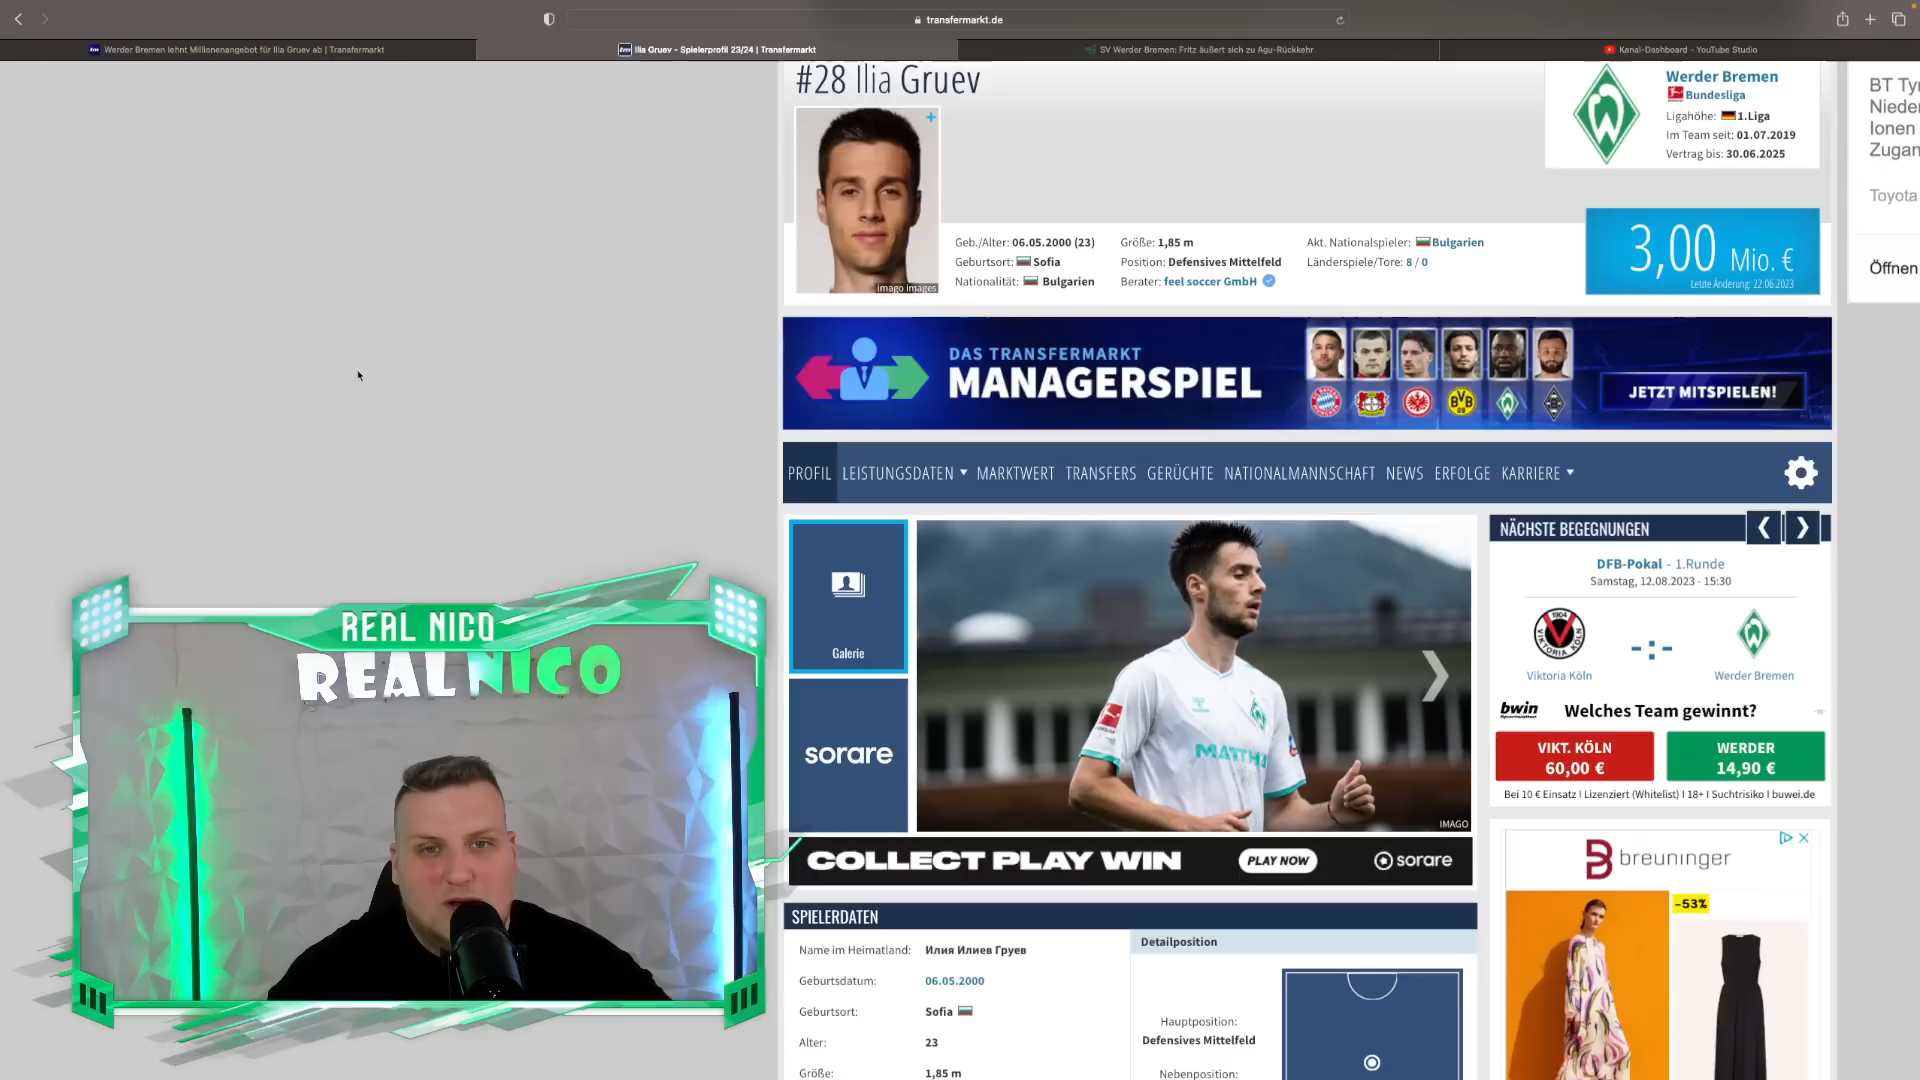 transfermarkt.de
Werder Bremen lehnt Millionenangebot für Ilia Gruev ab | Transfermarkt
Ilia Gruev - Spielerprofil 23/24 | Transfermarkt
SV Werder Bremen: Fritz äußert sich zu Agu-Rückkehr
Kanal-Dashboard - YouTube Studio
#28 Ilia Gruev
Werder Bremen
Bundesliga
Ligahöhe: 1.Liga
Im Team seit: 01.07.2019
Vertrag bis: 30.06.2025
BT Ty
Niede
Ionen
Zugan
Toyota
Öffnen
imago images
Geb./Alter: 06.05.2000 (23)
Geburtsort: Sofia
Nationalität: Bulgarien
Größe: 1,85 m
Position: Defensives Mittelfeld
Berater: feel soccer GmbH
Akt. Nationalspieler: Bulgarien
Länderspiele/Tore: 8 / 0
3,00 Mio. €
Letzte Änderung: 22.06.2023
DAS TRANSFERMARKT
MANAGERSPIEL
JETZT MITSPIELEN!
PROFIL LEISTUNGSDATEN MARKTWERT TRANSFERS GERÜCHTE NATIONALMANNSCHAFT NEWS ERFOLGE KARRIERE
Galerie
sorare
MATTH
IMAGO
COLLECT PLAY WIN PLAY NOW sorare
NÄCHSTE BEGEGNUNGEN
DFB-Pokal - 1.Runde
Samstag, 12.08.2023 - 15:30
1904
VIKTORIA KÖLN
-:-
Viktoria Köln
Werder Bremen
bwin Welches Team gewinnt?
VIKT. KÖLN
60,00 €
WERDER
14,90 €
Bei 10 € Einsatz I Lizenziert (Whitelist) I 18+ I Suchtrisiko I buwei.de
breuninger
-53%
REAL NICO
REAL NICO
SPIELERDATEN
Name im Heimatland: Илия Илиев Груев
Geburtsdatum: 06.05.2000
Geburtsort: Sofia
Alter: 23
Größe: 1,85 m
Detailposition
Hauptposition:
Defensives Mittelfeld
Nebenposition: